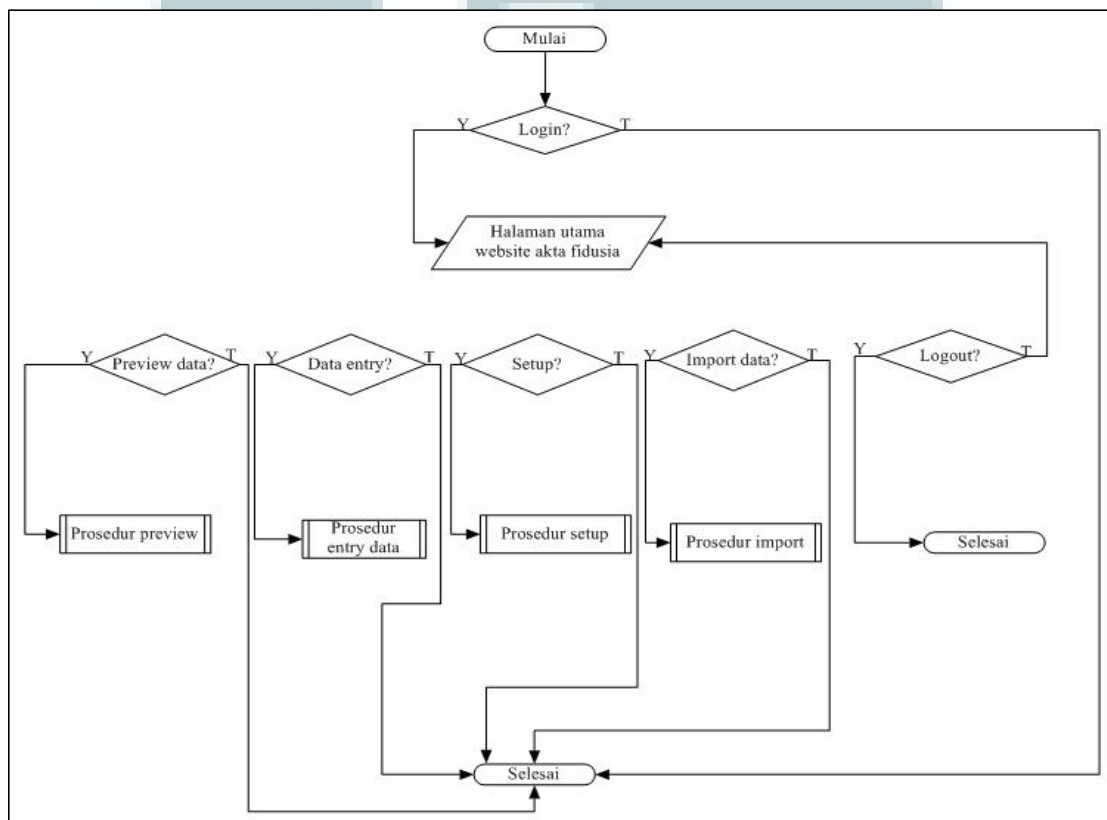 Mulai
Y
Login?
T
Halaman utama
website akta fidusia
Y
Preview data?
T
Y
Data entry?
T
Y
Setup?
T
Y
Import data?
T
Y
Logout?
T
Prosedur preview
Prosedur
entry data
Prosedur setup
Prosedur import
Selesai
Selesai